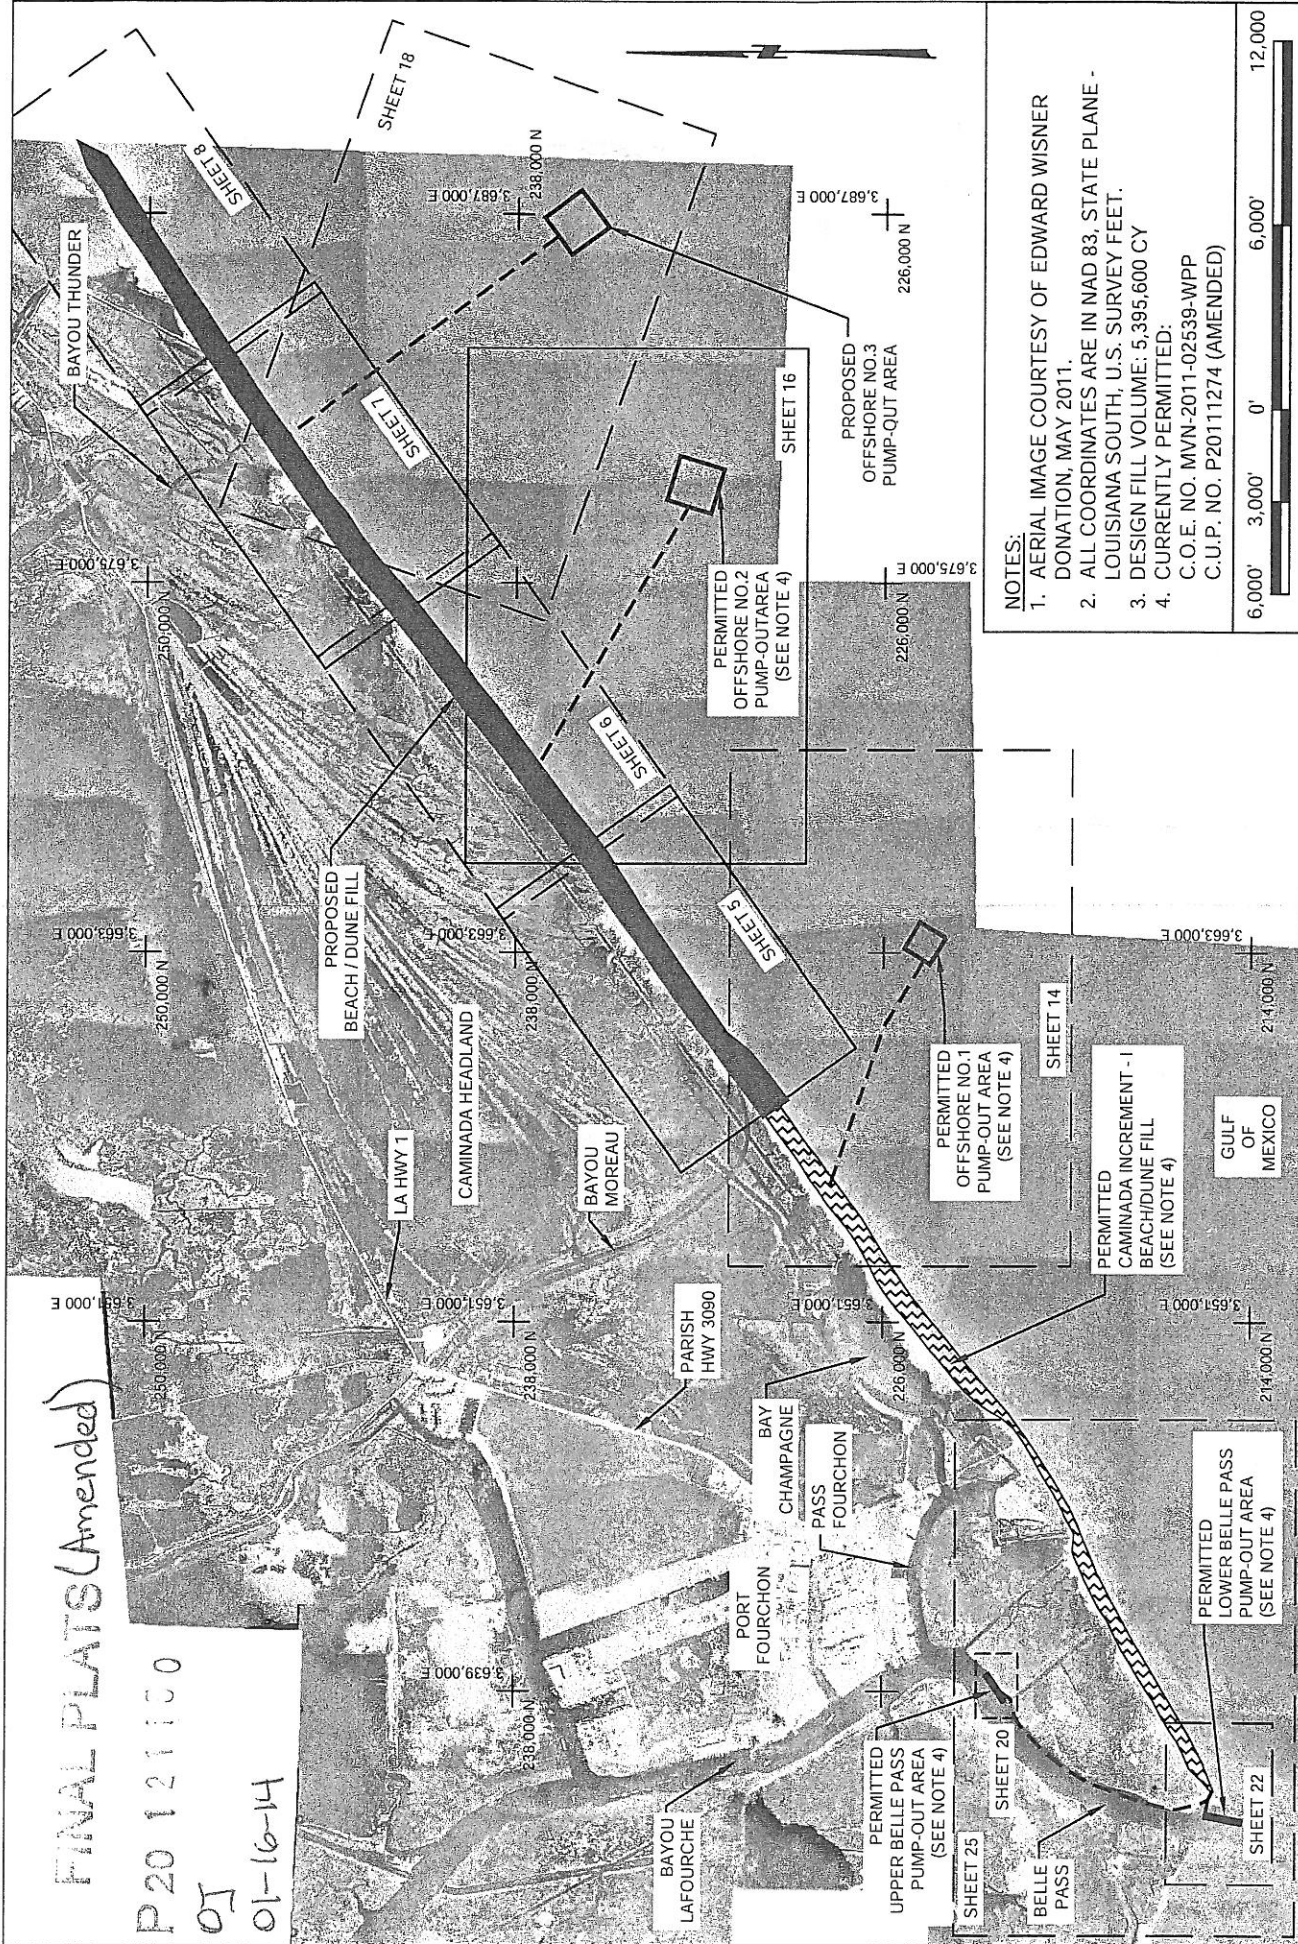 FINAL PLATS (Amended)
P20121160
OJ
01-16-14
BAYOU THUNDER
SHEET 8
SHEET 18
3,687,000 E
238,000 N
3,687,000 E
226,000 N
SHEET 7
PROPOSED
OFFSHORE NO.3
PUMP-OUT AREA
SHEET 16
3,675,000 E
250,000 N
3,675,000 E
226,000 N
PERMITTED
OFFSHORE NO.2
PUMP-OUTAREA
(SEE NOTE 4)
SHEET 6
PROPOSED
BEACH / DUNE FILL
3,663,000 E
250,000 N
3,663,000 E
238,000 N
3,663,000 E
214,000 N
SHEET 5
CAMINADA HEADLAND
LA HWY 1
BAYOU
MOREAU
PERMITTED
OFFSHORE NO.1
PUMP-OUT AREA
(SEE NOTE 4)
SHEET 14
PERMITTED
CAMINADA INCREMENT - I
BEACH/DUNE FILL
(SEE NOTE 4)
GULF
OF
MEXICO
3,651,000 E
250,000 N
238,000 N
3,651,000 E
226,000 N
3,651,000 E
214,000 N
PARISH
HWY 3090
BAY
CHAMPAGNE
PASS
FOURCHON
PORT
FOURCHON
3,639,000 E
238,000 N
BAYOU
LAFOURCHE
PERMITTED
UPPER BELLE PASS
PUMP-OUT AREA
(SEE NOTE 4)
SHEET 25
SHEET 20
BELLE
PASS
PERMITTED
LOWER BELLE PASS
PUMP-OUT AREA
(SEE NOTE 4)
SHEET 22
NOTES:
1. AERIAL IMAGE COURTESY OF EDWARD WISNER
DONATION, MAY 2011.
2. ALL COORDINATES ARE IN NAD 83, STATE PLANE -
LOUISIANA SOUTH, U.S. SURVEY FEET.
3. DESIGN FILL VOLUME: 5,395,600 CY
4. CURRENTLY PERMITTED:
C.O.E. NO. MVN-2011-02539-WPP
C.U.P. NO. P20111274 (AMENDED)
6,000' 3,000' 0' 6,000' 12,000